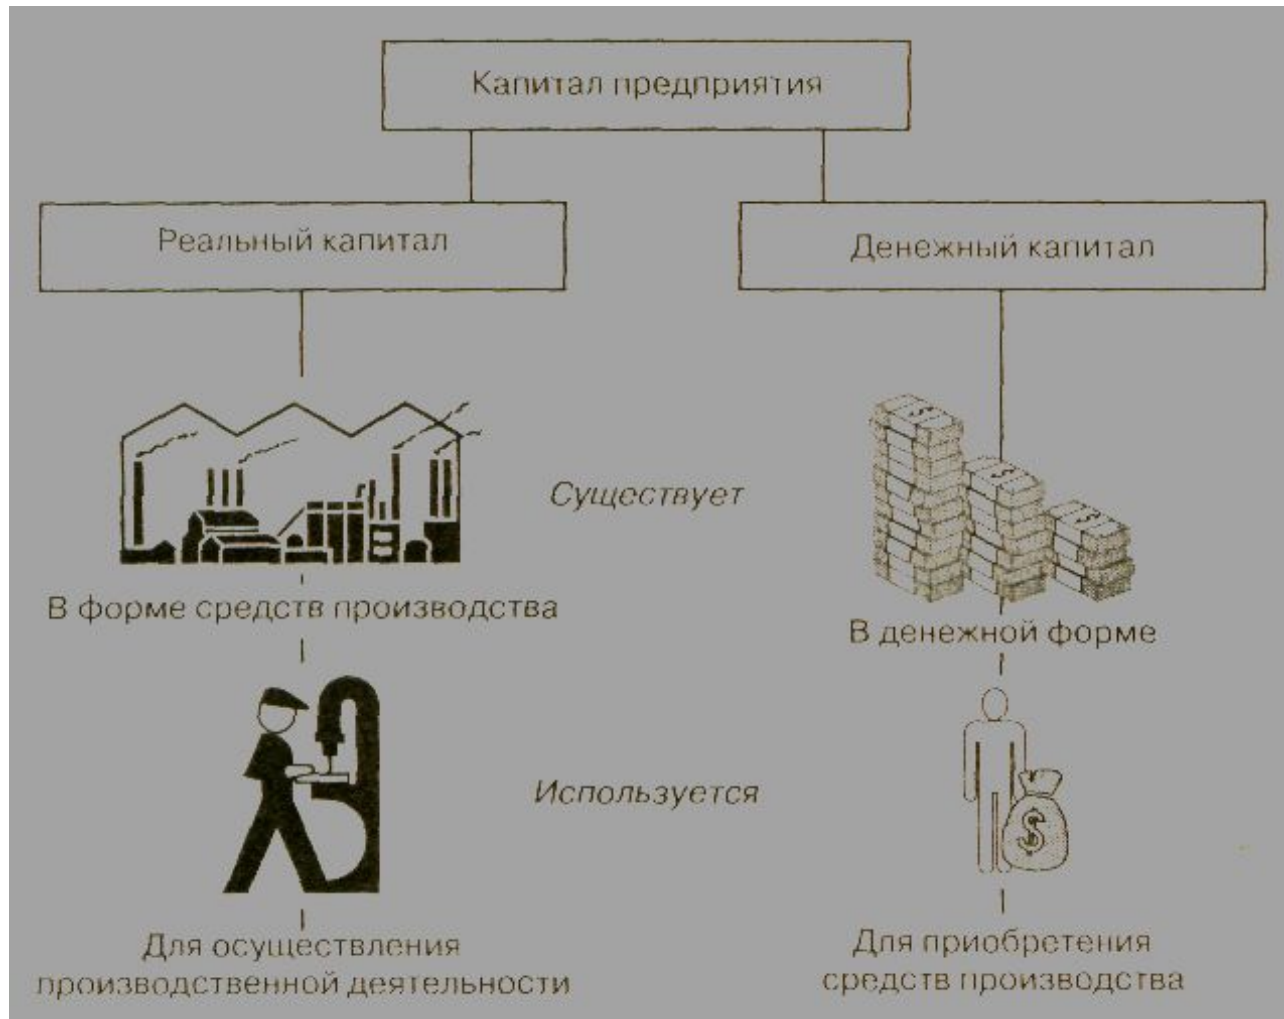 Капитал предприятия
Реальный капитал
Денежный капитал
Существует
В форме средств производства
В денежной форме
$
Используется
Для осуществления
производственной деятельности
Для приобретения
средств производства